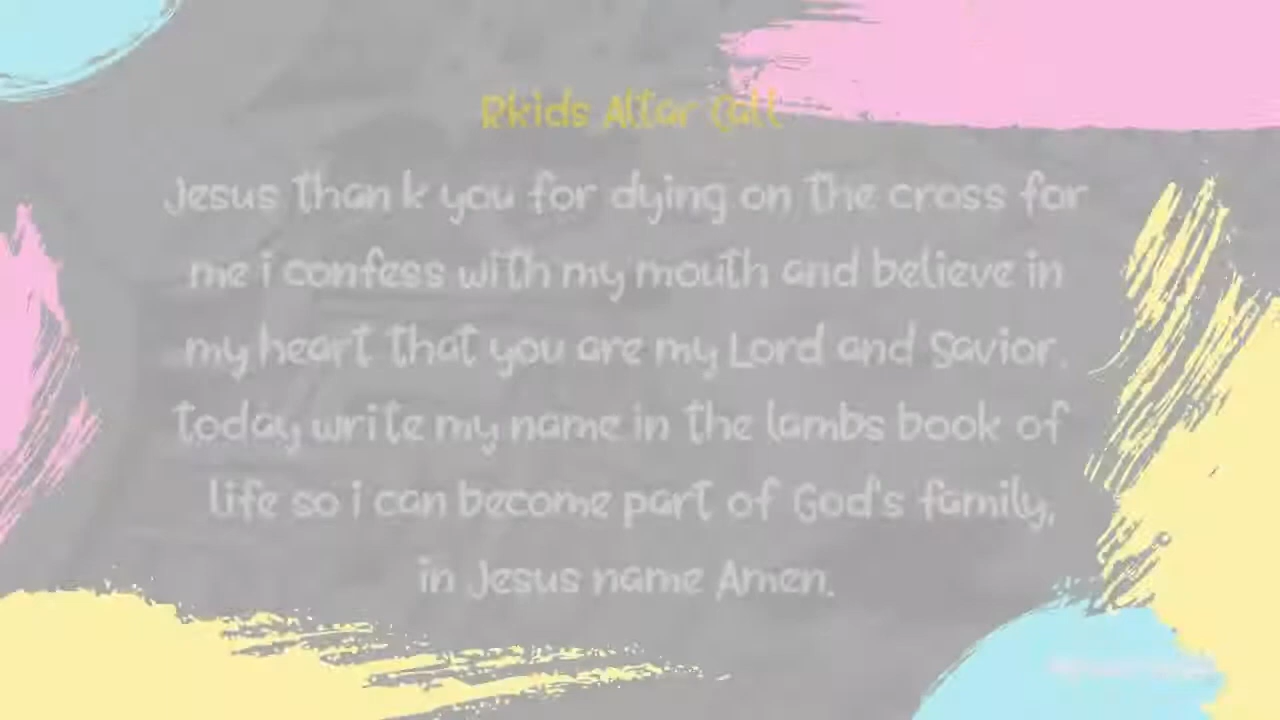 Rkids Altar Call
Jesus than k you for dying on the cross for
me i confess with my mouth and believe in
my heart that you are my Lord and Savior.
today write my name in the lambs book of
life so i can become part of God's family,
in Jesus name Amen.